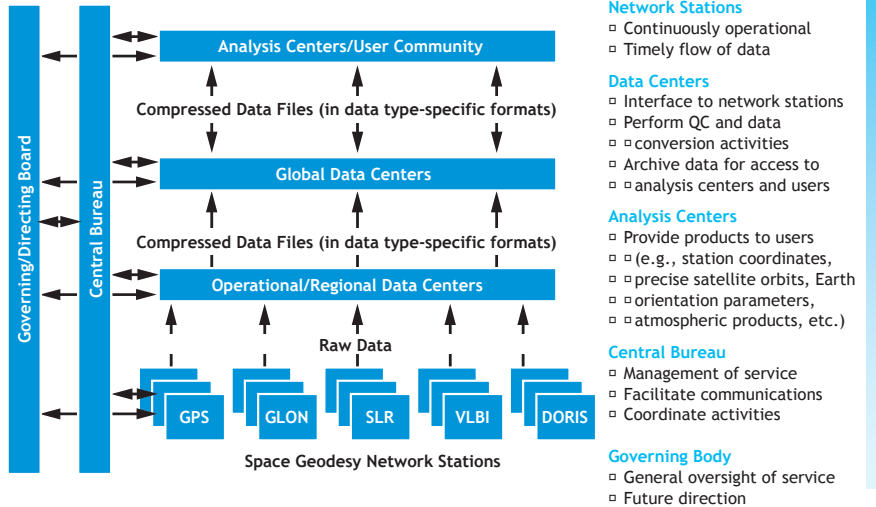 Governing/Directing Board
Central Bureau
Analysis Centers/User Community
Compressed Data Files (in data type-specific formats)
Global Data Centers
Compressed Data Files (in data type-specific formats)
Operational/Regional Data Centers
Raw Data
GPS
GLON
SLR
VLBI
DORIS
Space Geodesy Network Stations
Network Stations
▫ Continuously operational
▫ Timely flow of data
Data Centers
▫ Interface to network stations
▫ Perform QC and data
▫ ▫ conversion activities
▫ Archive data for access to
▫ ▫ analysis centers and users
Analysis Centers
▫ Provide products to users
▫ ▫ (e.g., station coordinates,
▫ ▫ precise satellite orbits, Earth
▫ ▫ orientation parameters,
▫ ▫ atmospheric products, etc.)
Central Bureau
▫ Management of service
▫ Facilitate communications
▫ Coordinate activities
Governing Body
▫ General oversight of service
▫ Future direction